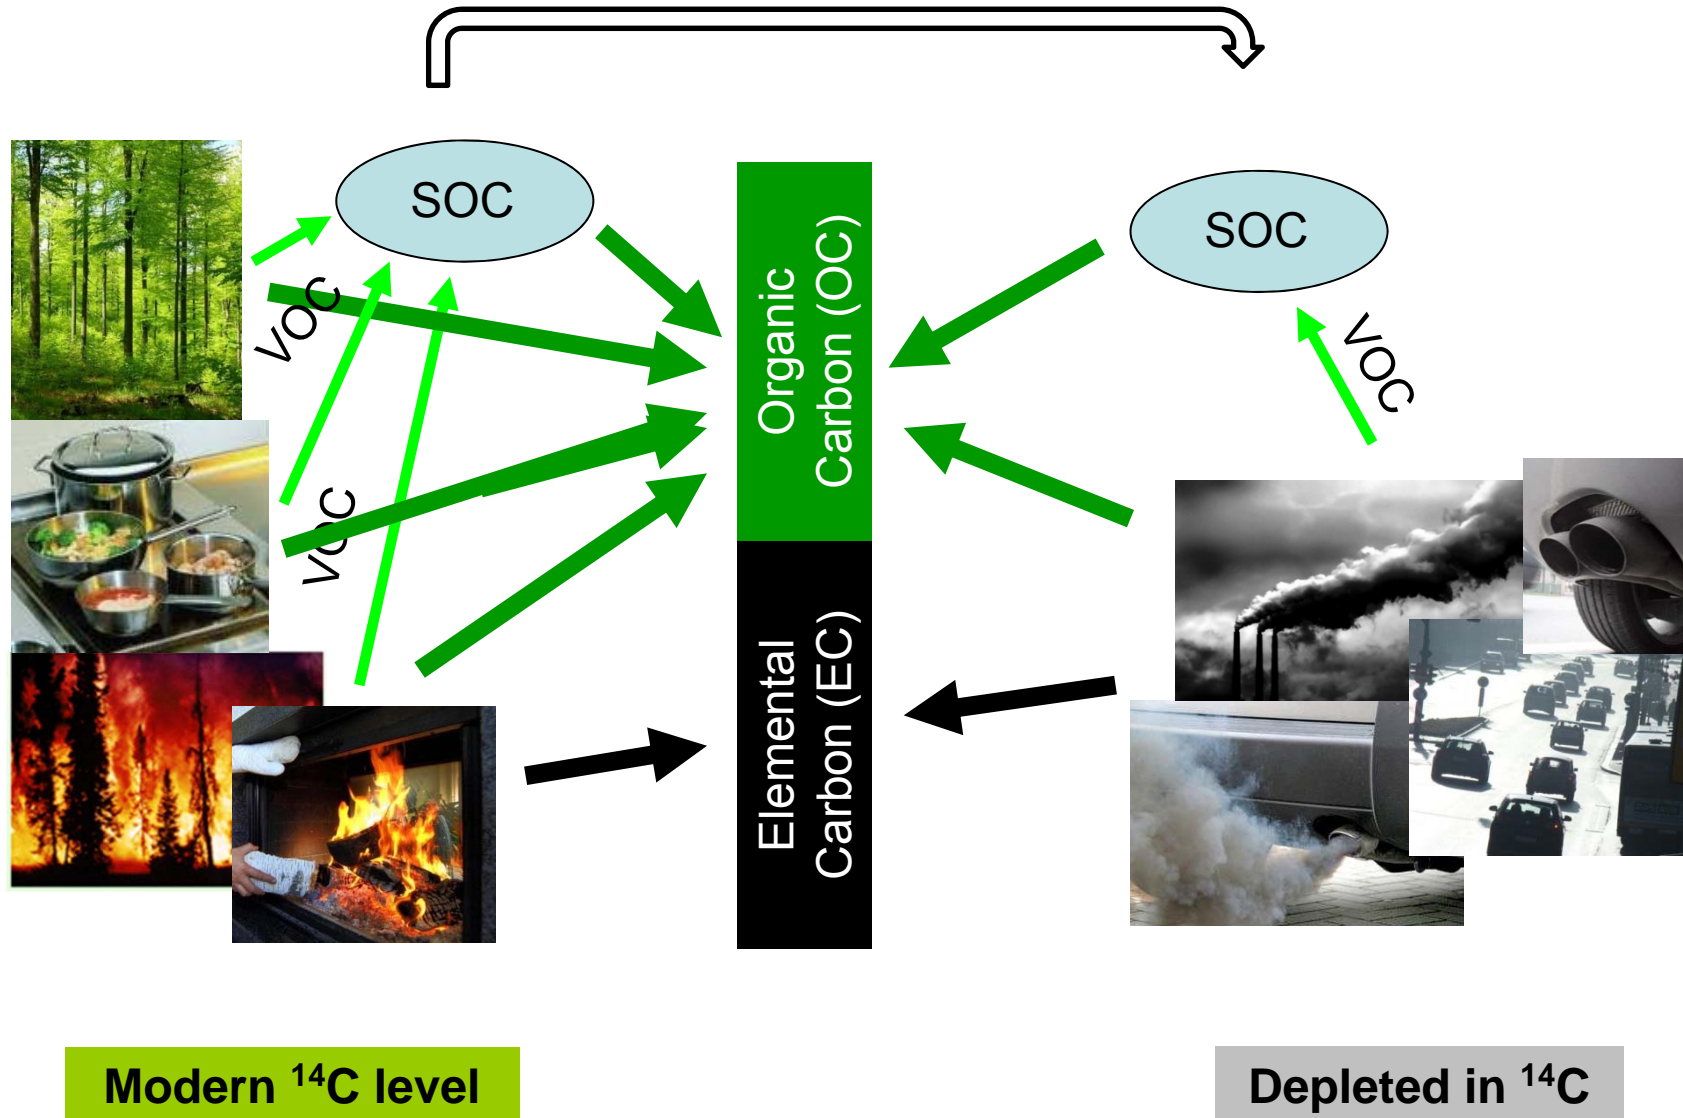 SOC
SOC
VOC
VOC
VOC
Organic
Carbon (OC)
Elemental
Carbon (EC)
Modern ¹⁴C level
Depleted in ¹⁴C